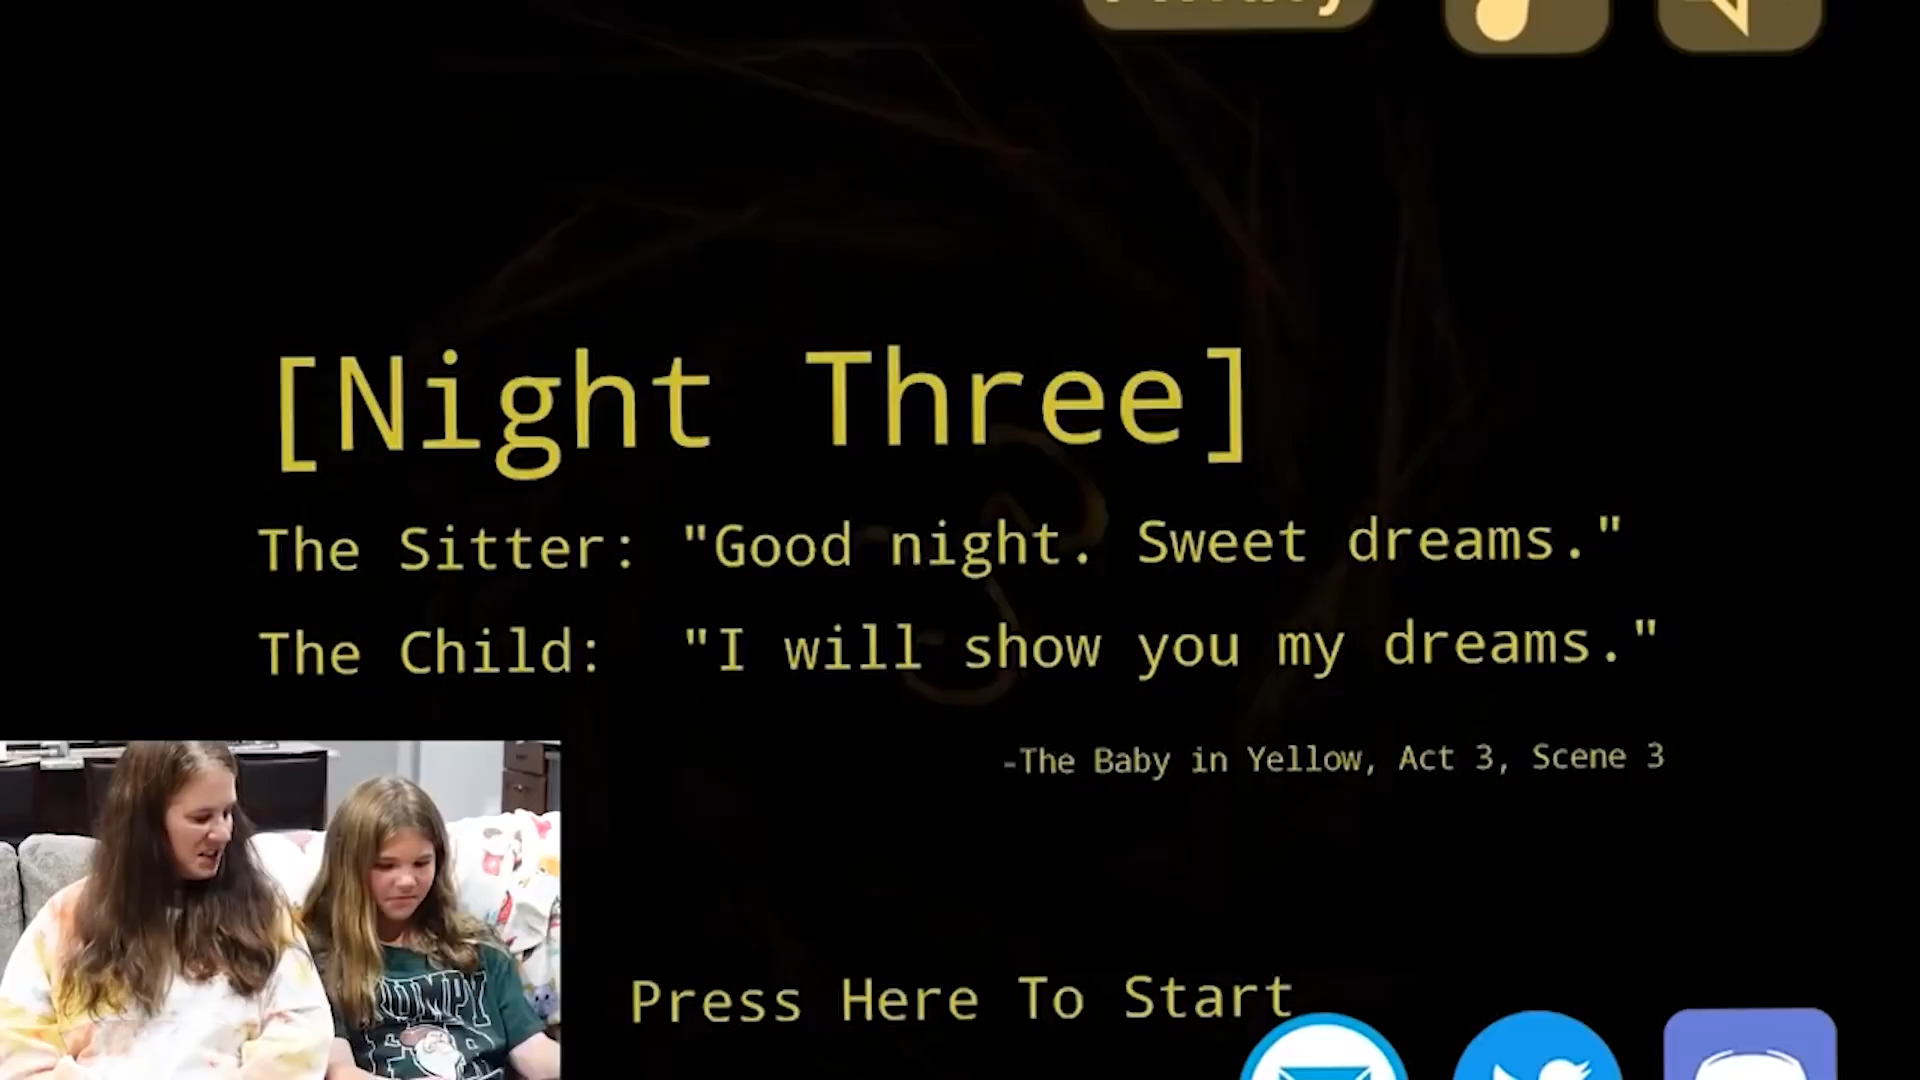 [Night Three]
The Sitter: "Good night. Sweet dreams."
The Child: "I will show you my dreams."
-The Baby in Yellow, Act 3, Scene 3
Press Here To Start